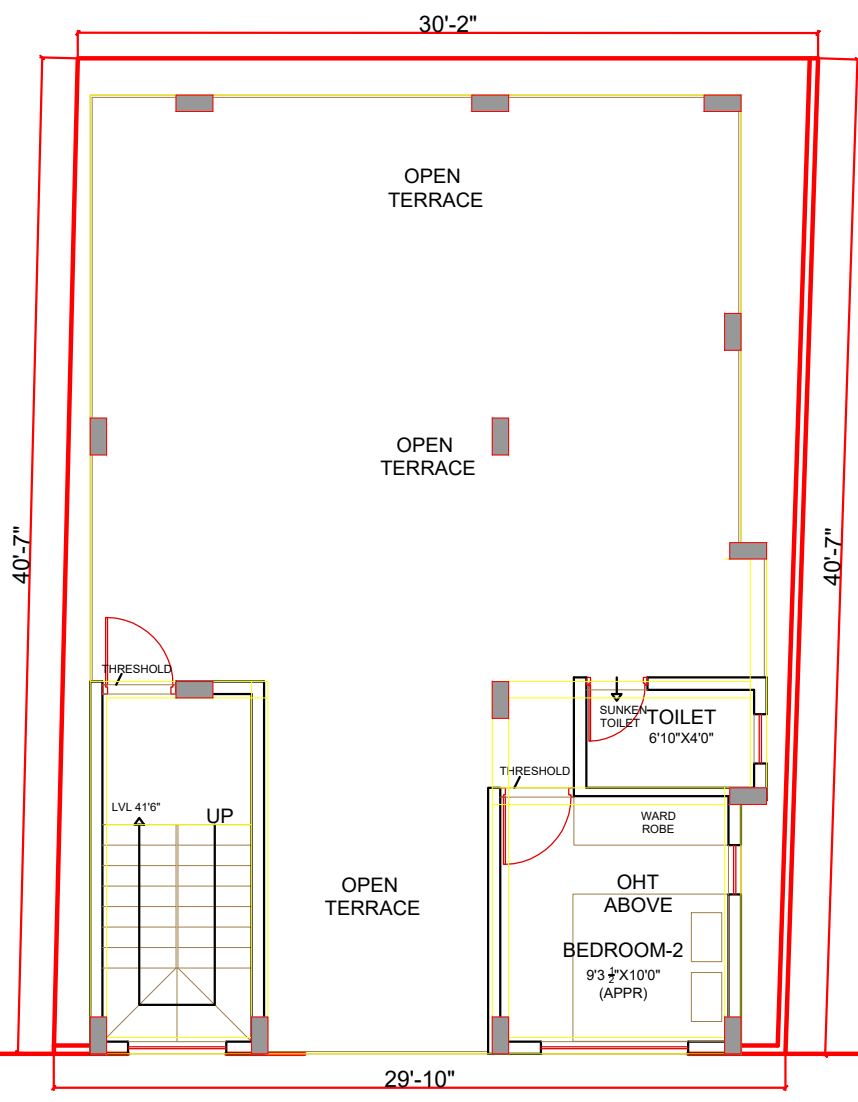 30'-2"
OPEN
TERRACE
OPEN
TERRACE
40'-7"
40'-7"
THRESHOLD
SUNKEN
TOILET
TOILET
6'10"X4'0"
THRESHOLD
LVL 41'6"
UP
WARD
ROBE
OPEN
TERRACE
OHT
ABOVE
BEDROOM-2
9'3 1/2"X10'0"
(APPR)
29'-10"